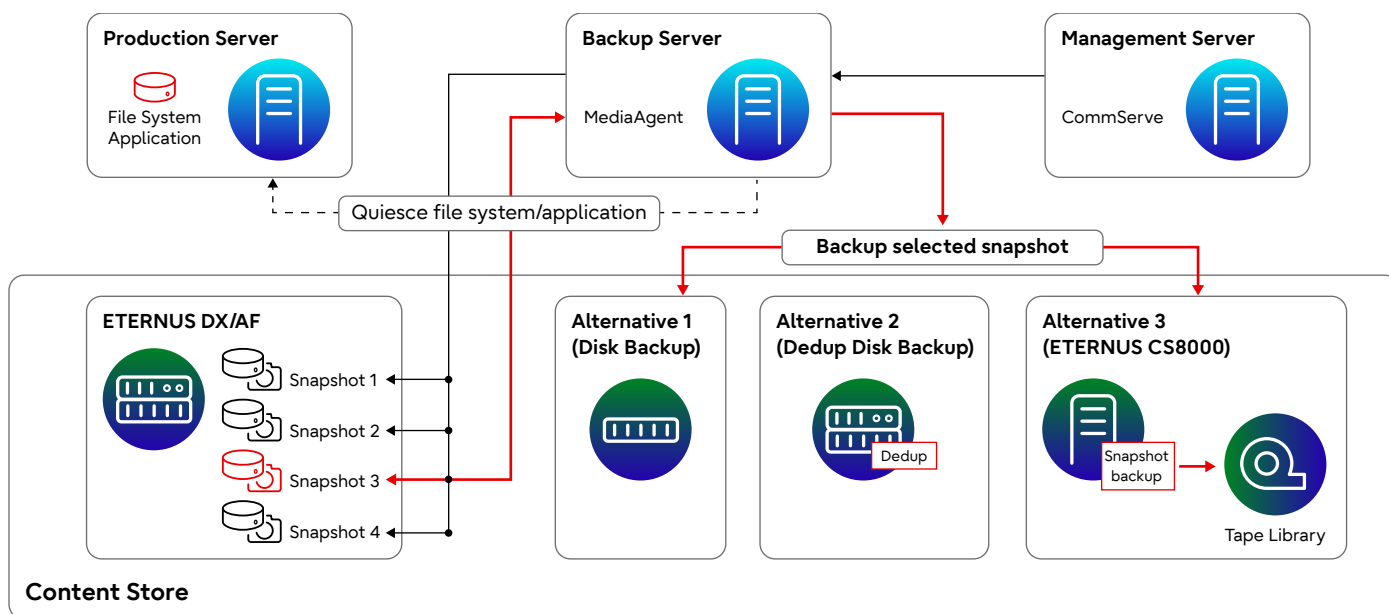 Production Server
File System
Application
Backup Server
MediaAgent
Management Server
CommServe
Quiesce file system/application
Backup selected snapshot
ETERNUS DX/AF
Snapshot 1
Snapshot 2
Snapshot 3
Snapshot 4
Alternative 1
(Disk Backup)
Alternative 2
(Dedup Disk Backup)
Dedup
Alternative 3
(ETERNUS CS8000)
Snapshot
backup
Tape Library
Content Store